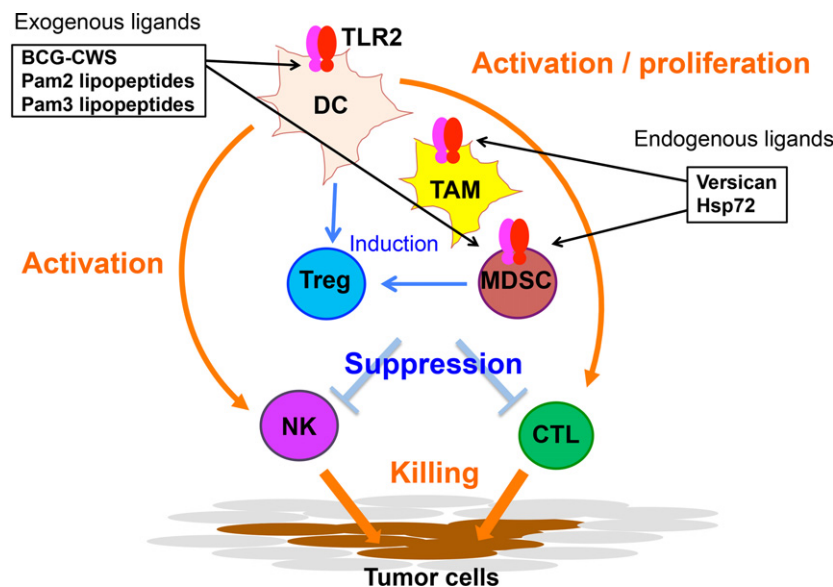 Exogenous ligands
BCG-CWS
Pam2 lipopeptides
Pam3 lipopeptides
TLR2
DC
Activation / proliferation
Endogenous ligands
Versican
Hsp72
TAM
Activation
Induction
Treg
MDSC
Suppression
NK
CTL
Killing
Tumor cells